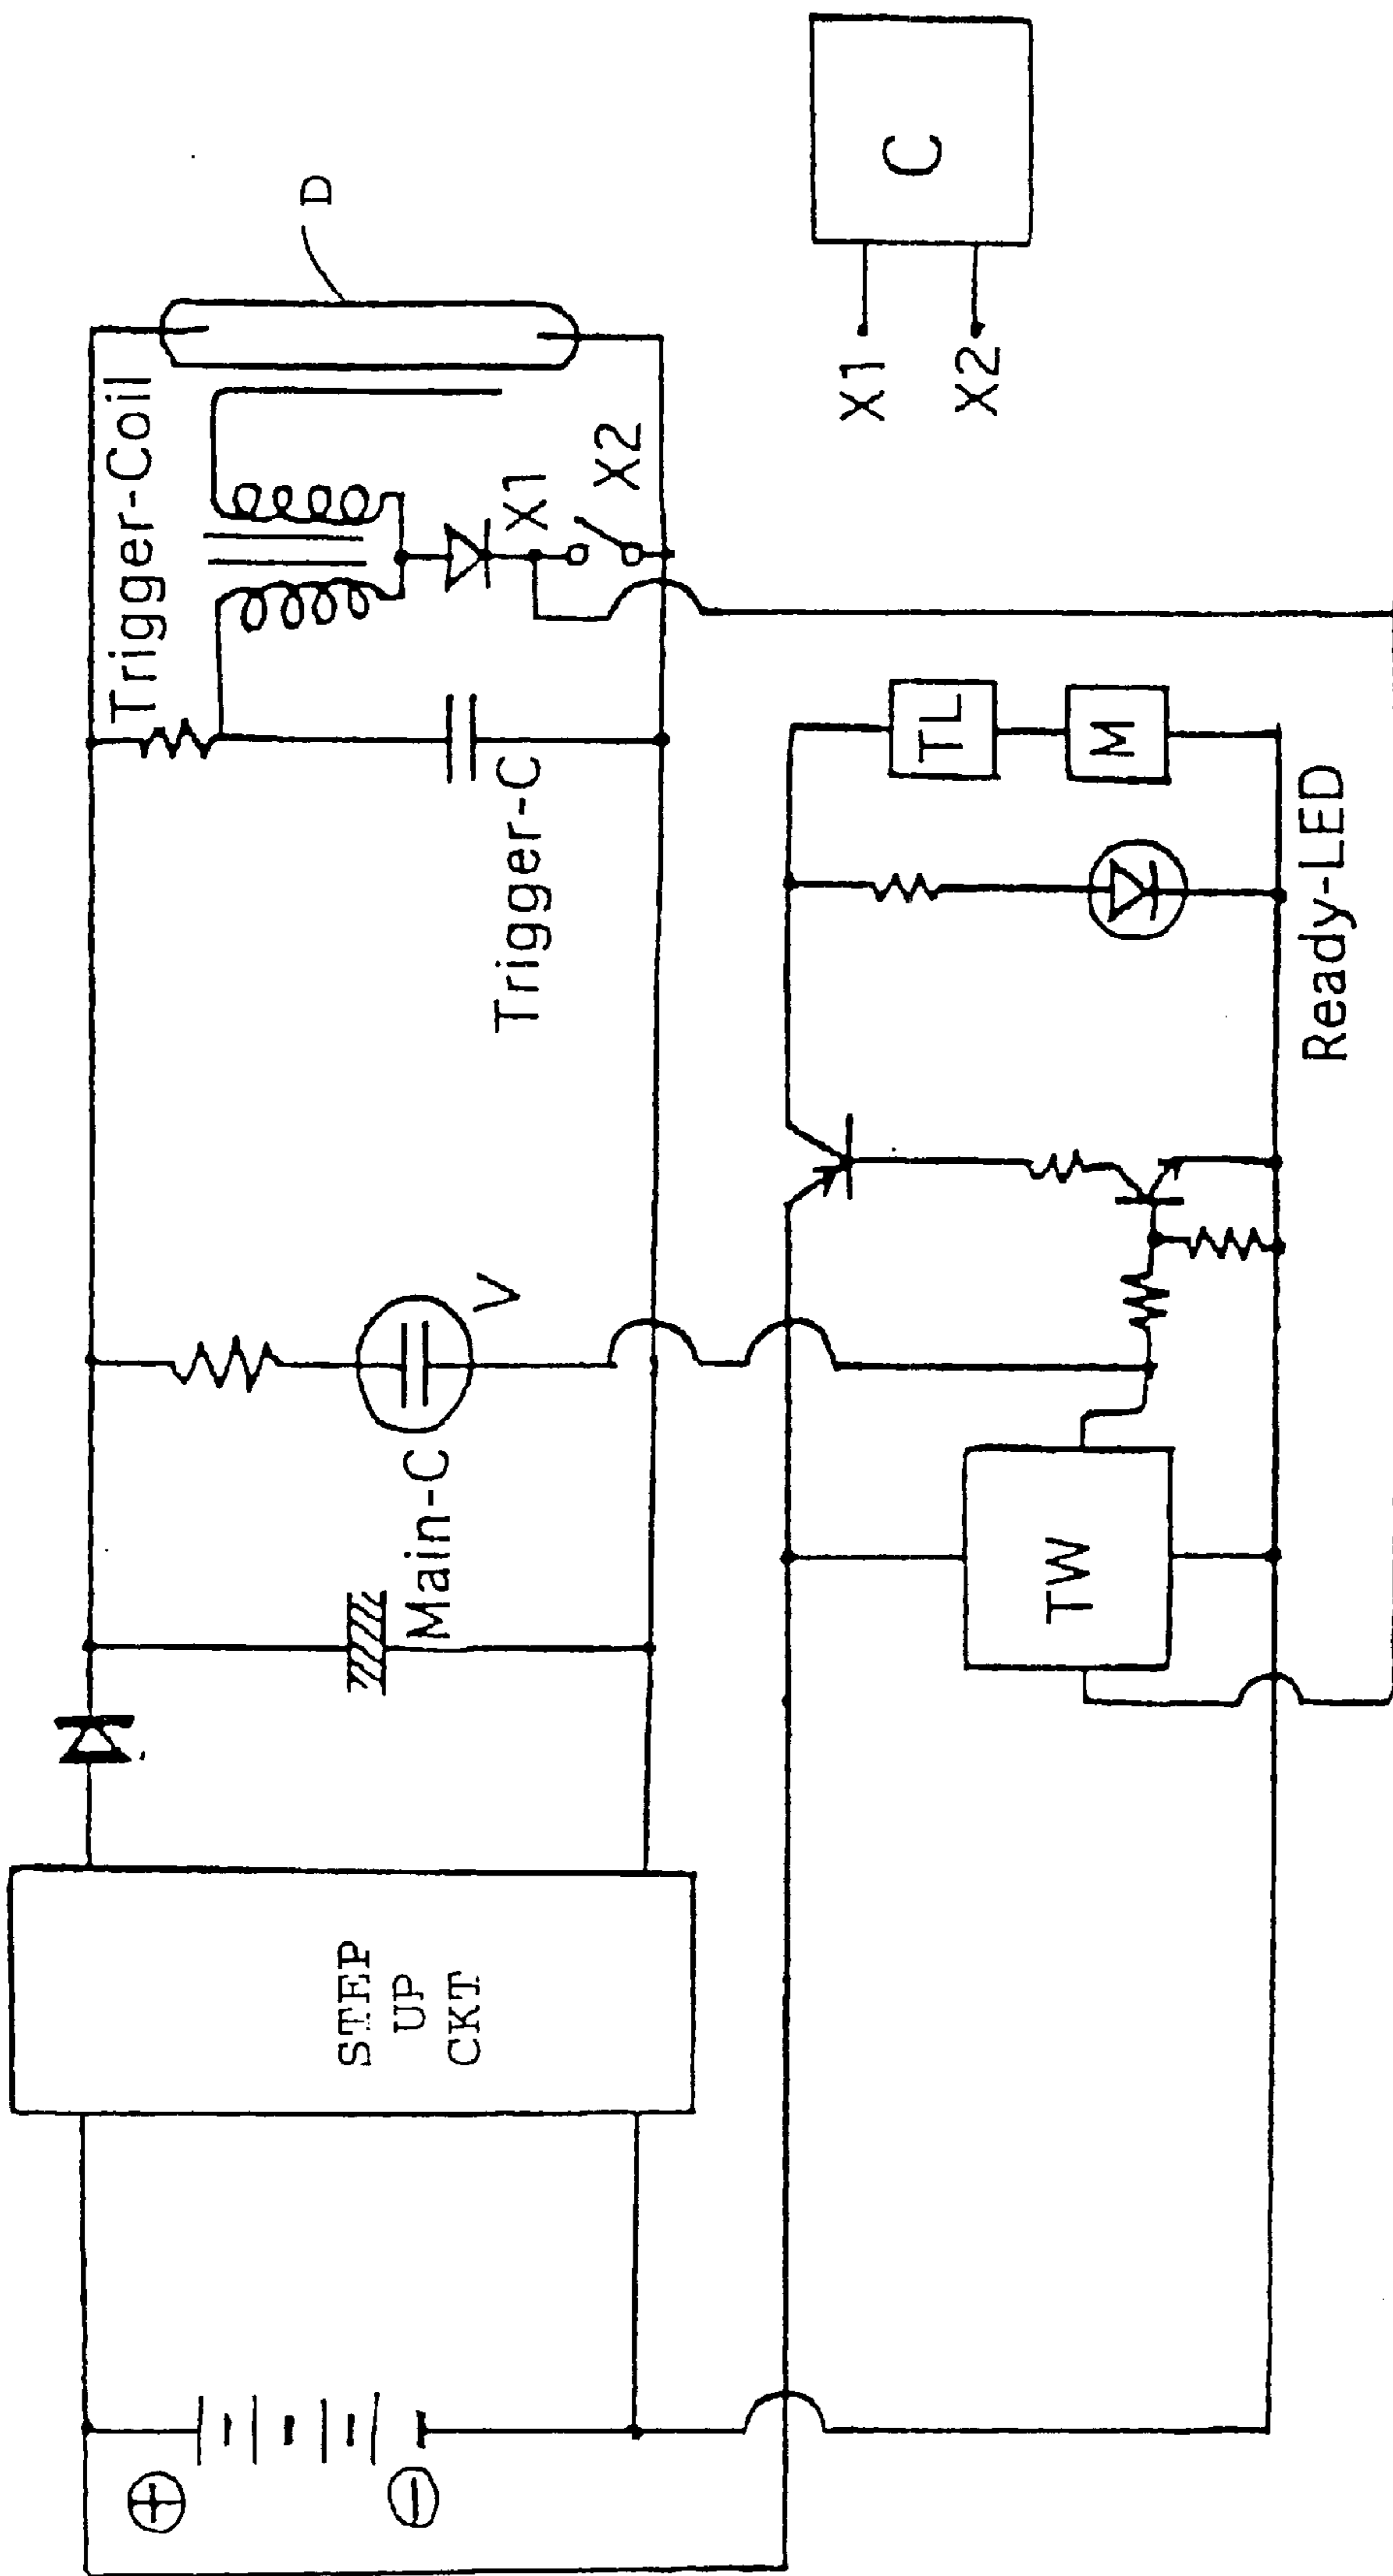 D
Trigger-Coil
X1
X2
Trigger-C
V
Main-C
STEP
UP
CKT
+
−
C
X1
X2
TL
M
Ready-LED
TW